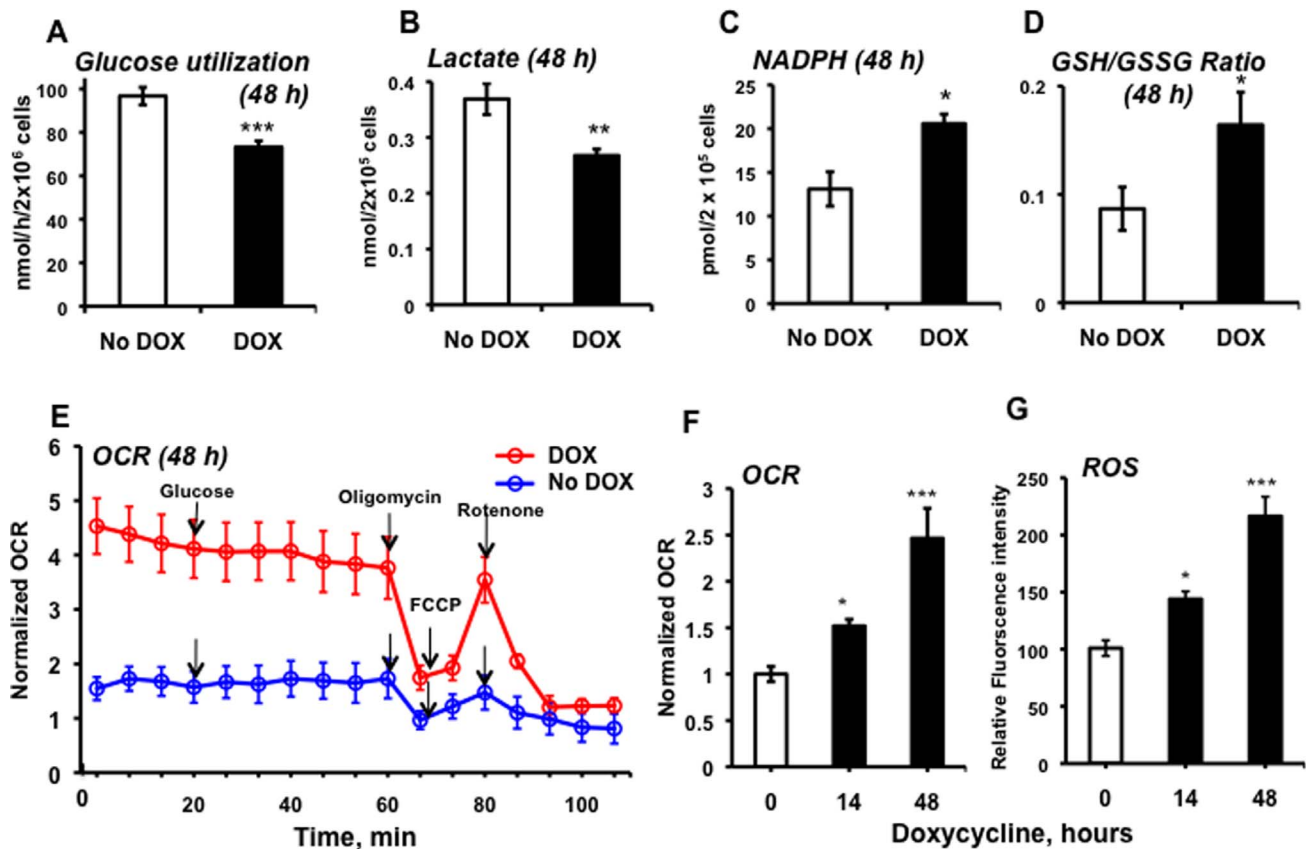 A
Glucose utilization
(48 h)
nmol/h/2x10⁶ cells
100
80
60
40
20
0
***
No DOX
DOX
B
Lactate (48 h)
nmol/2x10⁵ cells
0.4
0.3
0.2
0.1
0
**
No DOX
DOX
C
NADPH (48 h)
pmol/2 x 10⁵ cells
25
20
15
10
5
0
*
No DOX
DOX
D
GSH/GSSG Ratio
(48 h)
0.2
0.1
0
*
No DOX
DOX
E
OCR (48 h)
DOX
No DOX
Normalized OCR
6
5
4
3
2
1
0
Glucose
Oligomycin
Rotenone
FCCP
0
20
40
60
80
100
Time, min
F
OCR
Normalized OCR
3
2.5
2
1.5
1
0.5
0
*
***
0
14
48
G
ROS
Relative Fluorescence intensity
250
200
150
100
50
0
*
***
0
14
48
Doxycycline, hours